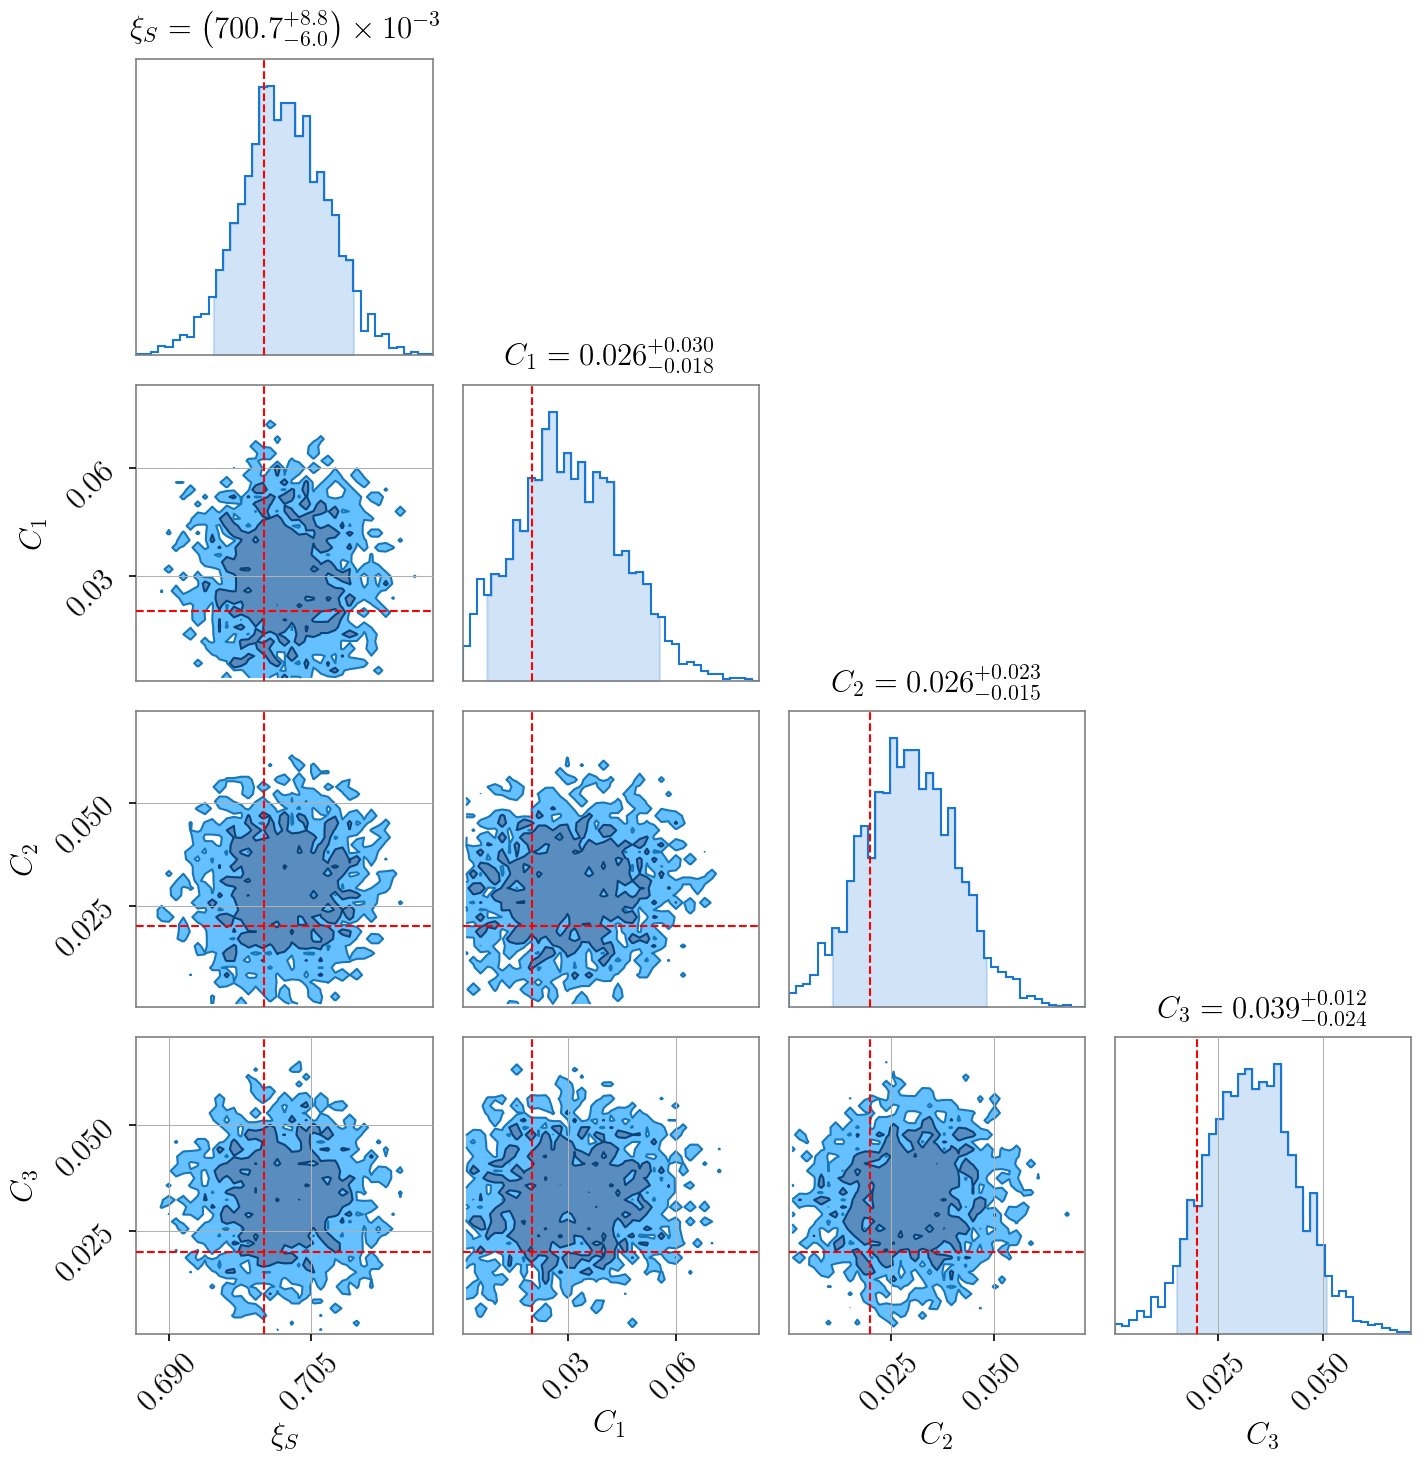 ξ_S = (700.7^{+8.8}_{-6.0}) × 10^{-3}
C_1 = 0.026^{+0.030}_{-0.018}
0.06
0.03
C_1
C_2 = 0.026^{+0.023}_{-0.015}
0.050
0.025
C_2
C_3 = 0.039^{+0.012}_{-0.024}
0.050
0.025
C_3
0.690 0.705 0.03 0.06 0.025 0.050 0.025 0.050
ξ_S C_1 C_2 C_3